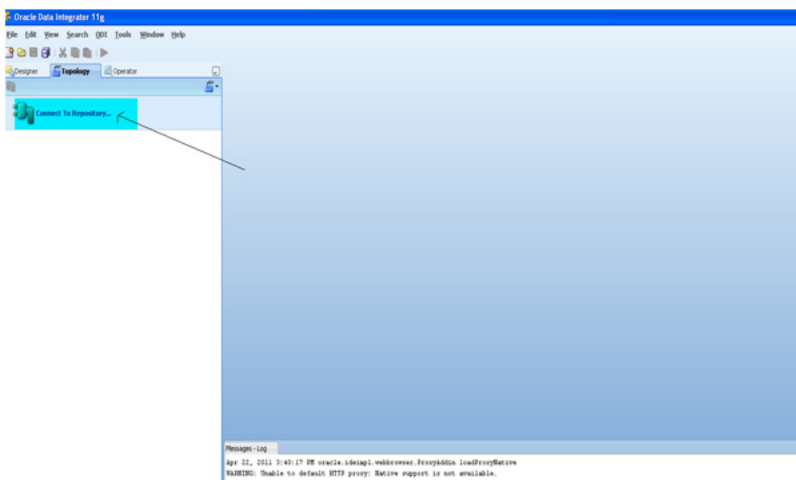 Oracle Data Integrator 11g
File Edit View Search ODI Tools Window Help
Designer Topology Operator
Connect To Repository...
Messages - Log
Apr 22, 2011 3:40:17 PM oracle.ideimpl.webbrowser.ProxyAddin loadProxyNative
WARNING: Unable to default HTTP proxy: Native support is not available.